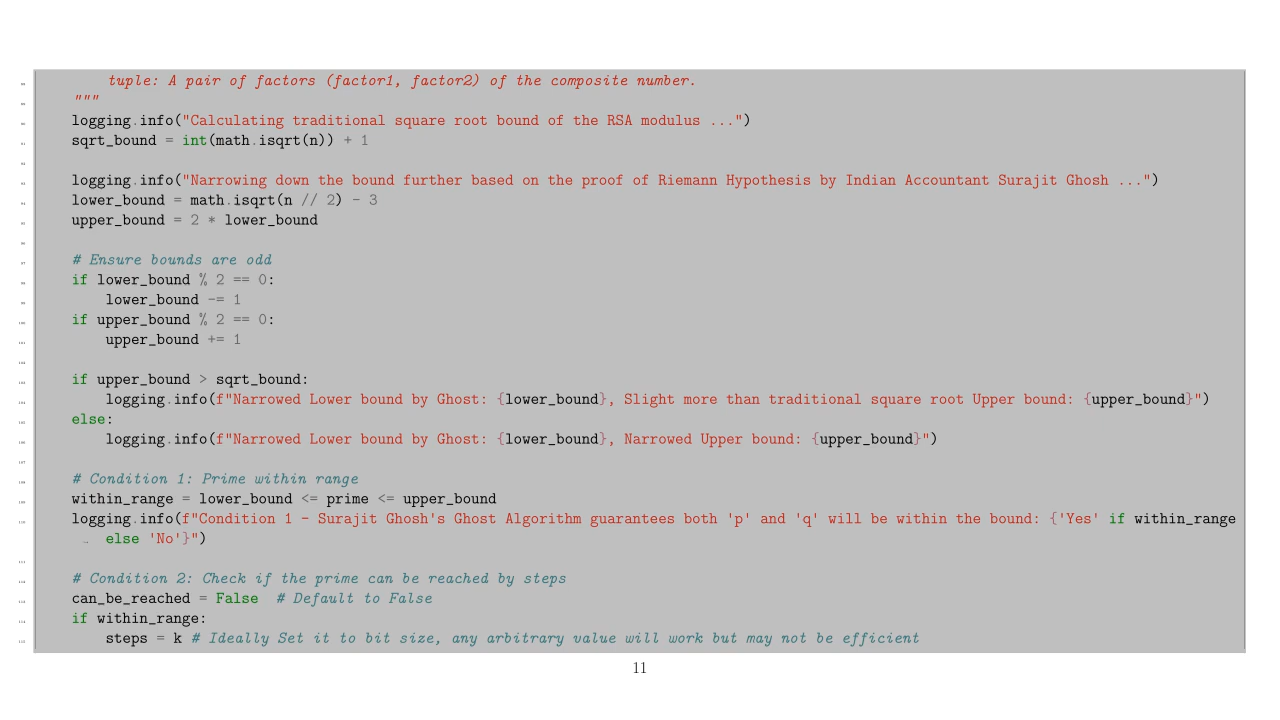 tuple: A pair of factors (factor1, factor2) of the composite number.
"""
logging.info("Calculating traditional square root bound of the RSA modulus ...")
sqrt_bound = int(math.isqrt(n)) + 1
logging.info("Narrowing down the bound further based on the proof of Riemann Hypothesis by Indian Accountant Surajit Ghosh ...")
lower_bound = math.isqrt(n // 2) - 3
upper_bound = 2 * lower_bound
# Ensure bounds are odd
if lower_bound % 2 == 0:
lower_bound -= 1
if upper_bound % 2 == 0:
upper_bound += 1
if upper_bound > sqrt_bound:
logging.info(f"Narrowed Lower bound by Ghost: {lower_bound}, Slight more than traditional square root Upper bound: {upper_bound}")
else:
logging.info(f"Narrowed Lower bound by Ghost: {lower_bound}, Narrowed Upper bound: {upper_bound}")
# Condition 1: Prime within range
within_range = lower_bound <= prime <= upper_bound
logging.info(f"Condition 1 - Surajit Ghosh's Ghost Algorithm guarantees both 'p' and 'q' will be within the bound: {'Yes' if within_range
else 'No'}")
# Condition 2: Check if the prime can be reached by steps
can_be_reached = False # Default to False
if within_range:
steps = k # Ideally Set it to bit size, any arbitrary value will work but may not be efficient
11